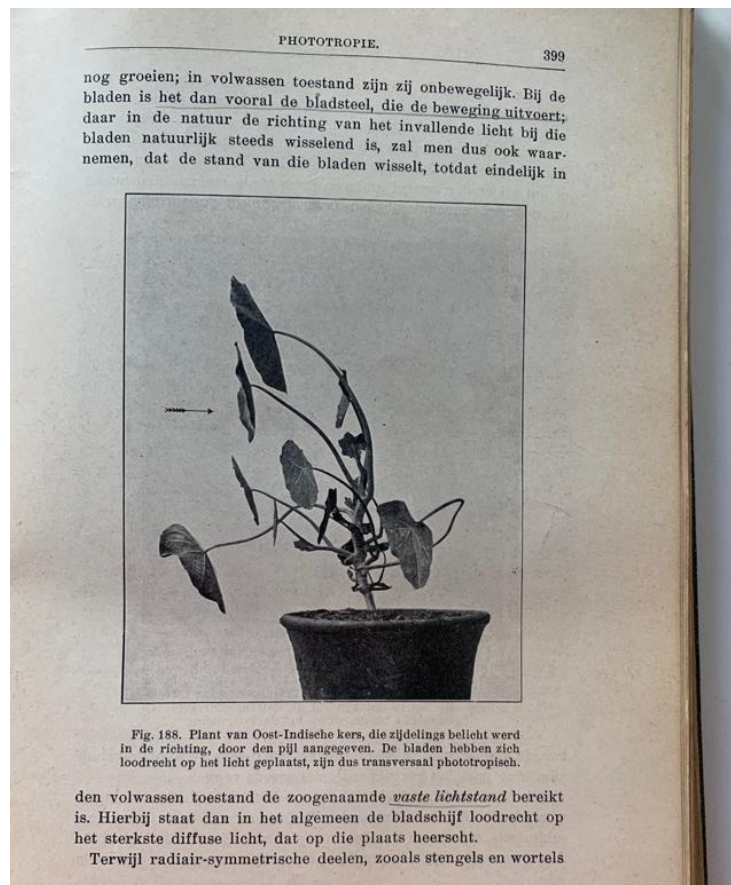 PHOTOTROPIE.
399
nog groeien; in volwassen toestand zijn zij onbewegelijk. Bij de
bladen is het dan vooral de bladsteel, die de beweging uitvoert;
daar in de natuur de richting van het invallende licht bij die
bladen natuurlijk steeds wisselend is, zal men dus ook waar-
nemen, dat de stand van die bladen wisselt, totdat eindelijk in
Fig. 188. Plant van Oost-Indische kers, die zijdelings belicht werd
in de richting, door den pijl aangegeven. De bladen hebben zich
loodrecht op het licht geplaatst, zijn dus transversaal phototropisch.
den volwassen toestand de zoogenaamde vaste lichtstand bereikt
is. Hierbij staat dan in het algemeen de bladschijf loodrecht op
het sterkste diffuse licht, dat op die plaats heerscht.
Terwijl radiair-symmetrische deelen, zooals stengels en wortels